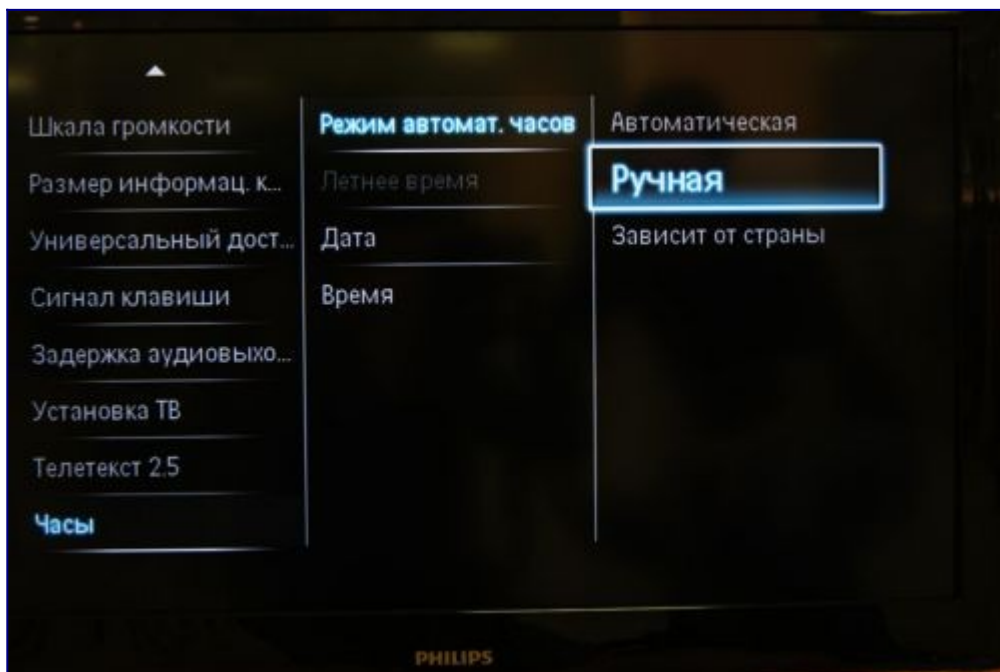 Шкала громкости
Размер информац. к...
Универсальный дост...
Сигнал клавиши
Задержка аудиовыхо...
Установка ТВ
Телетекст 2.5
Часы
Режим автомат. часов
Летнее время
Дата
Время
Автоматическая
Ручная
Зависит от страны
PHILIPS